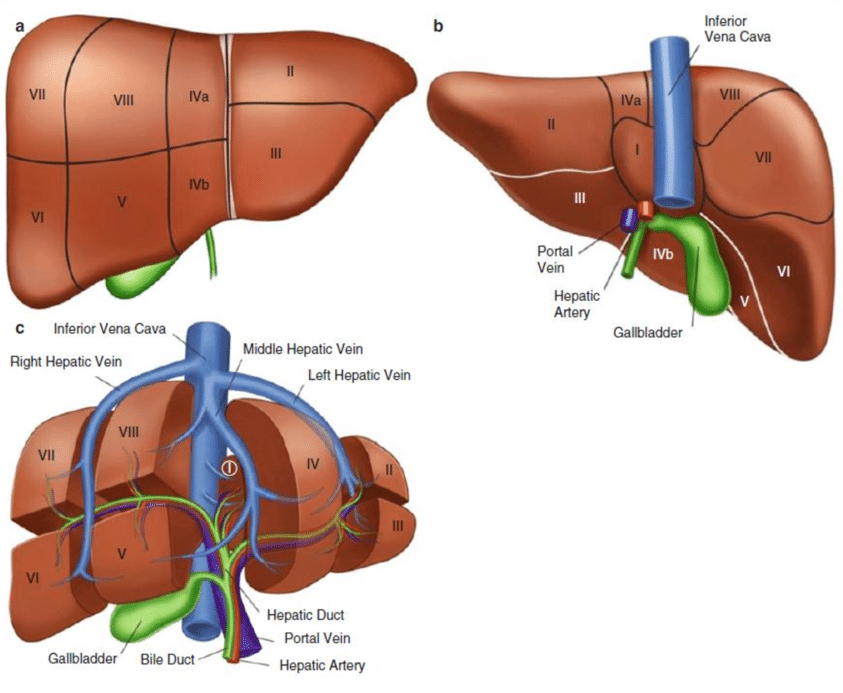 a
VII
VIII
IVa
II
III
VI
V
IVb
b
Inferior
Vena Cava
II
IVa
I
VIII
VII
III
IVb
V
VI
Portal
Vein
Hepatic
Artery
Gallbladder
c
Inferior Vena Cava
Right Hepatic Vein
Middle Hepatic Vein
Left Hepatic Vein
VII
VIII
I
IV
II
III
VI
V
Hepatic Duct
Portal Vein
Gallbladder
Bile Duct
Hepatic Artery